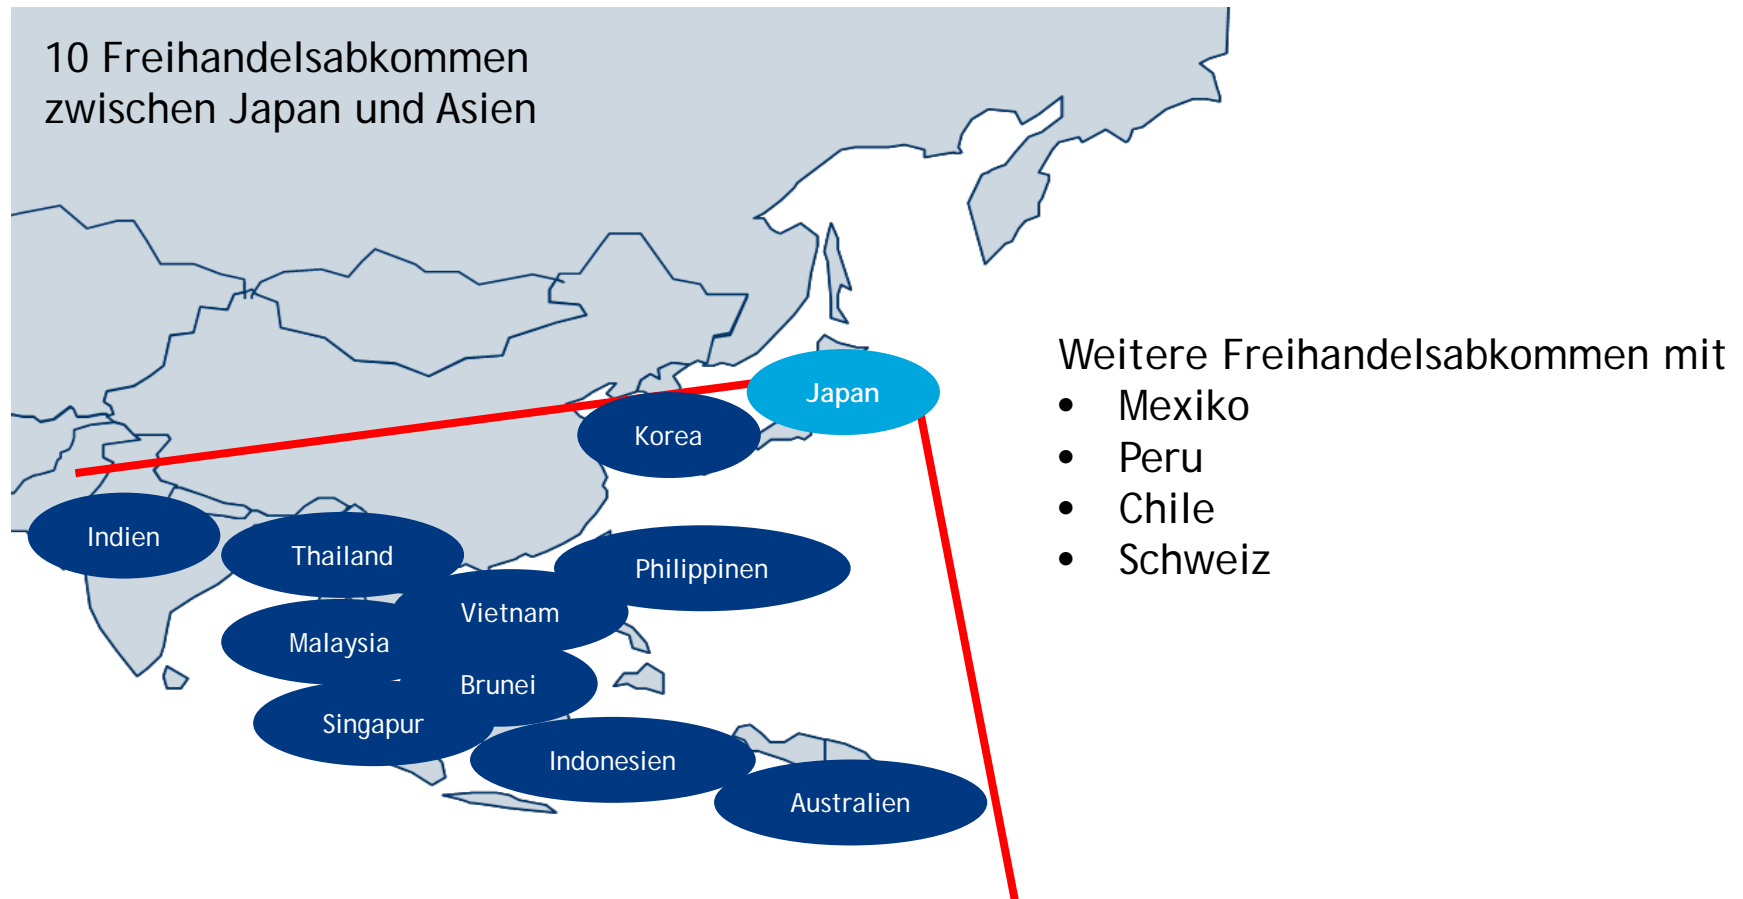 10 Freihandelsabkommen
zwischen Japan und Asien
Japan
Korea
Indien
Thailand
Philippinen
Vietnam
Malaysia
Brunei
Singapur
Indonesien
Australien
Weitere Freihandelsabkommen mit
• Mexiko
• Peru
• Chile
• Schweiz